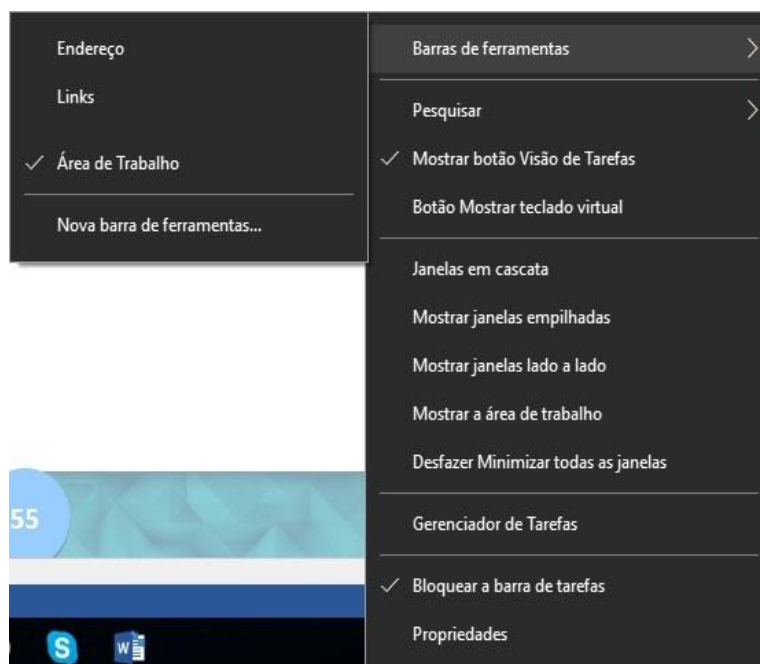 Endereço
Links
Área de Trabalho
Nova barra de ferramentas...
Barras de ferramentas
Pesquisar
Mostrar botão Visão de Tarefas
Botão Mostrar teclado virtual
Janelas em cascata
Mostrar janelas empilhadas
Mostrar janelas lado a lado
Mostrar a área de trabalho
Desfazer Minimizar todas as janelas
Gerenciador de Tarefas
Bloquear a barra de tarefas
Propriedades
55
S
W